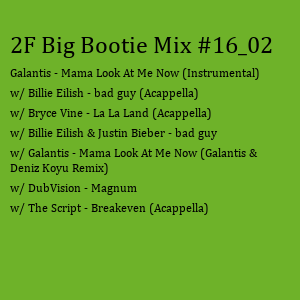 2F Big Bootie Mix #16_02
Galantis - Mama Look At Me Now (Instrumental)
w/ Billie Eilish - bad guy (Acappella)
w/ Bryce Vine - La La Land (Acappella)
w/ Billie Eilish & Justin Bieber - bad guy
w/ Galantis - Mama Look At Me Now (Galantis &
Deniz Koyu Remix)
w/ DubVision - Magnum
w/ The Script - Breakeven (Acappella)